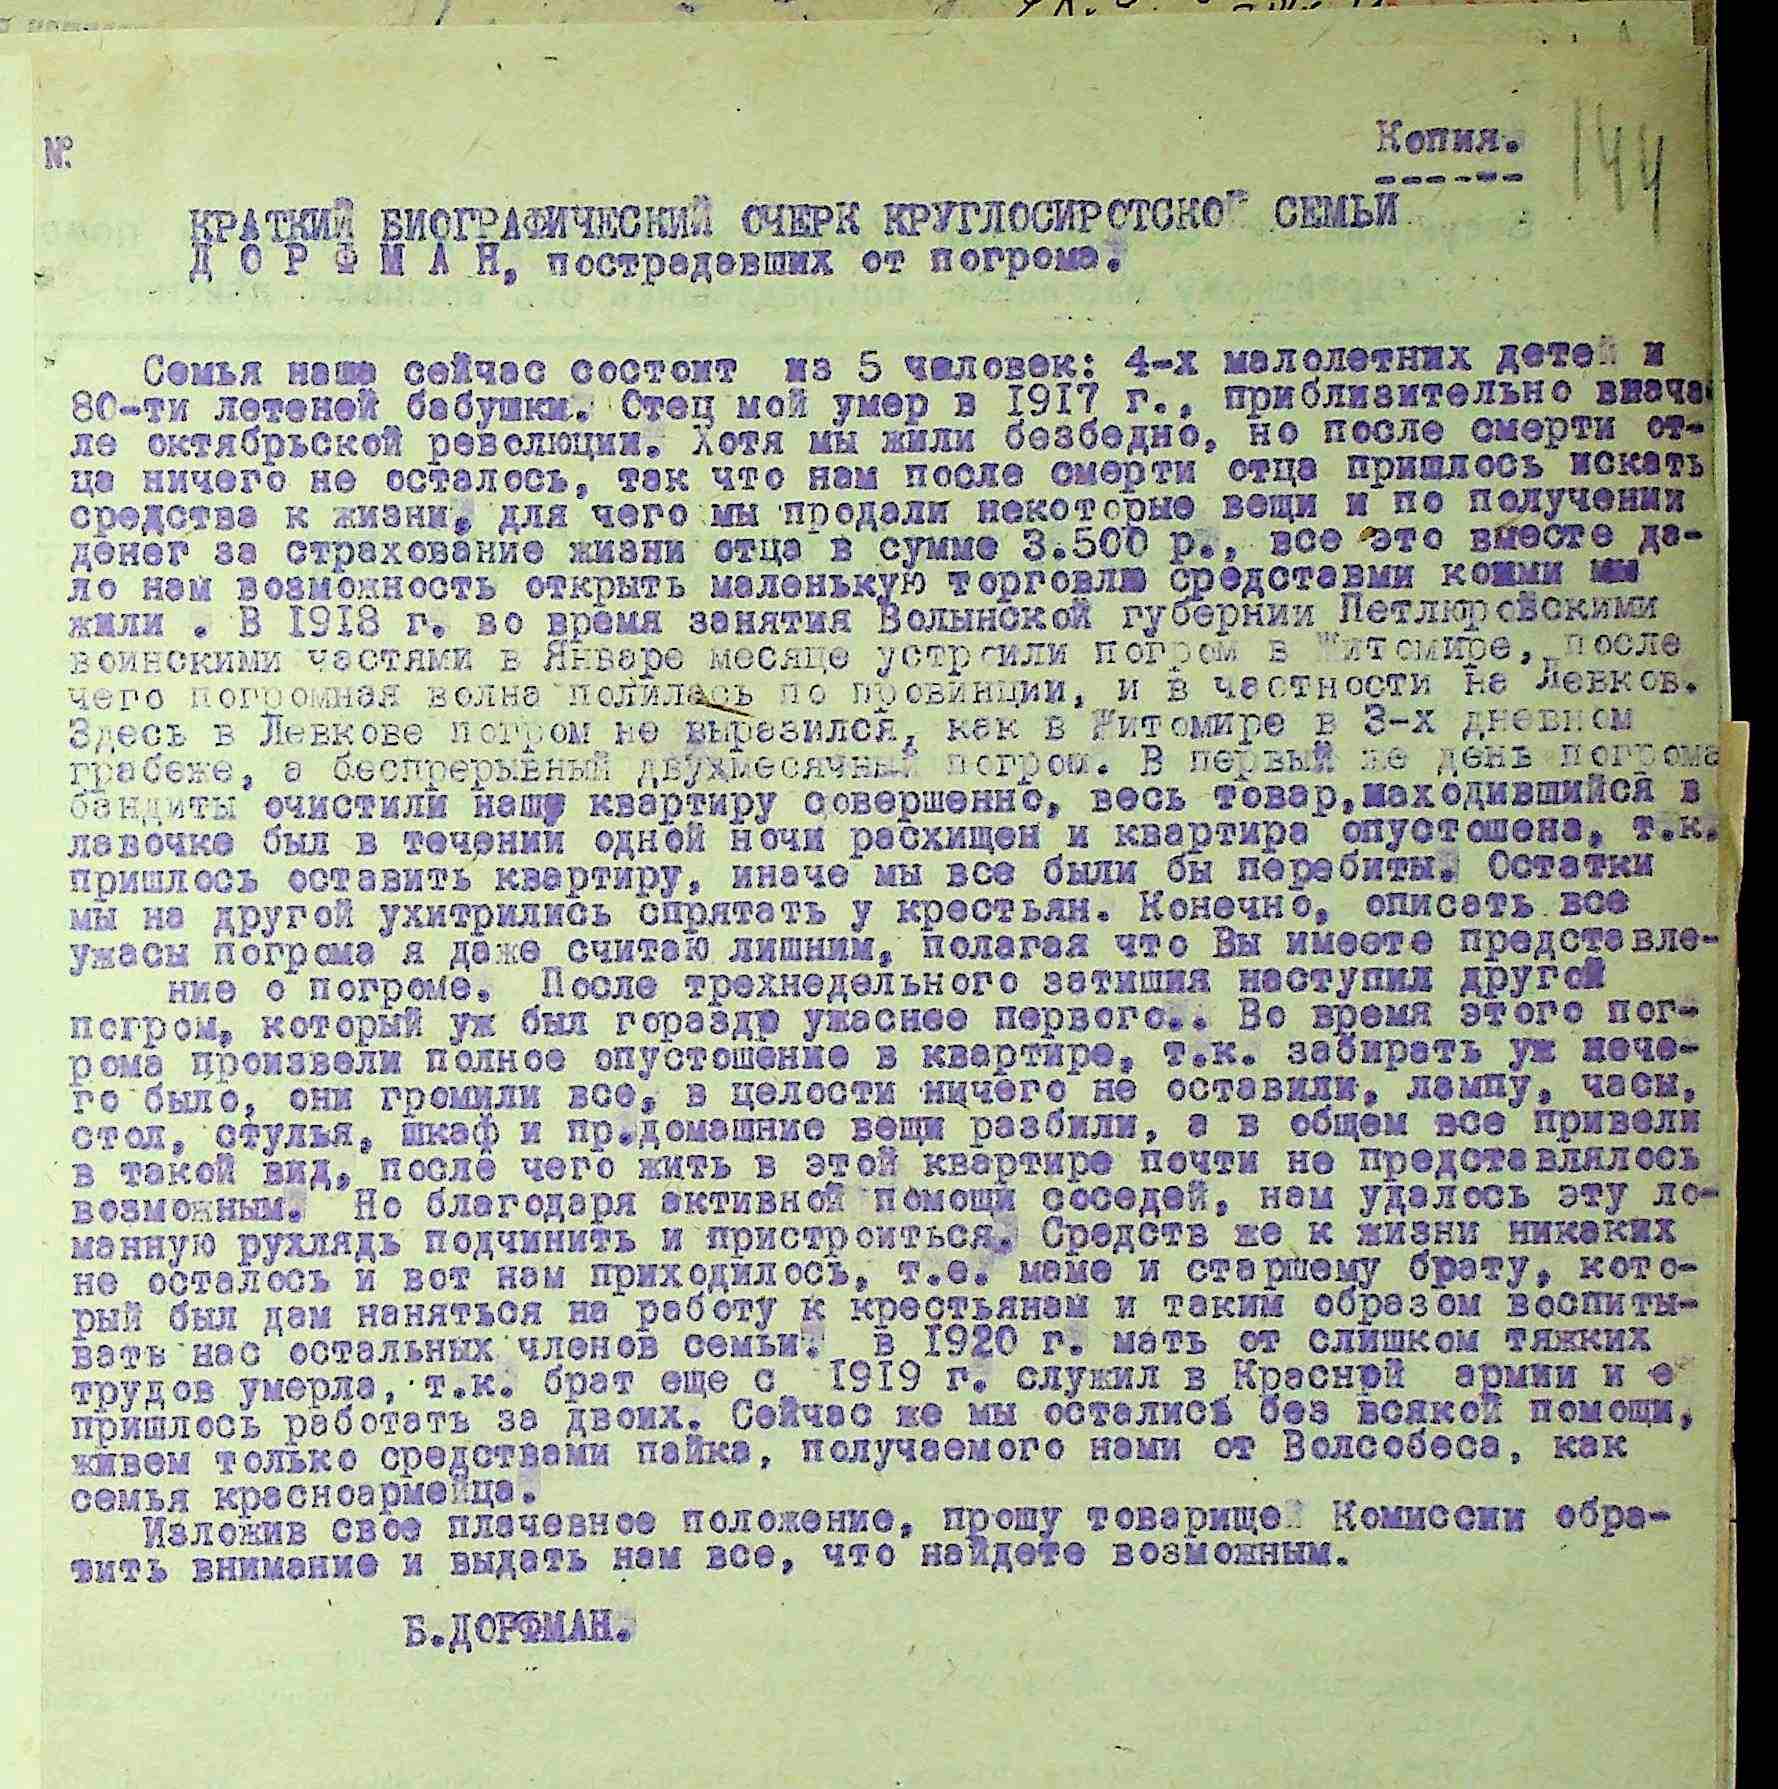 144
№
Копия.
КРАТКИЙ БИОГРАФИЧЕСКИЙ ОЧЕРК КРУГЛОСИРОТСКОЙ СЕМЬИ
Д О Р Ф М А Н, пострадавших от погрома.
Семья наша сейчас состоит из 5 человек: 4-х малолетних детей и
80-ти летеней бабушки. Отец мой умер в 1917 г., приблизительно внача-
ле октябрьской революции. Хотя мы жили безбедно, но после смерти от-
ца ничего не осталось, так что нам после смерти отца пришлось искать
средства к жизни, для чего мы продали некоторые вещи и по получении
денег за страхование жизни отца в сумме 3.500 р., все это вместе да-
ло нам возможность открыть маленькую торговлю средствами коими мы
жили . В 1918 г. во время занятия Волынской губернии Петлюровскими
воинскими частями в Январе месяце устроили погром в Житомире, после
чего погромная волна полилась по провинции, и в частности на Левков.
Здесь в Левкове погром не выразился, как в Житомире в 3-х дневном
грабеже, а беспрерывный двухмесячный погром. В первый же день погрома
бандиты очистили нашу квартиру совершенно, весь товар,находившийся в
лавочке был в течении одной ночи расхищен и квартира опустошена, т.к.
пришлось оставить квартиру, иначе мы все были бы перебиты. Остатки
мы на другой ухитрились спрятать у крестьян. Конечно, описать все
ужасы погрома я даже считаю лишним, полагая что Вы имеете представле-
ние о погроме. После трехнедельного затишия наступил другой
погром, который уж был гораздо ужаснее первого.. Во время этого пог-
рома произвели полное опустошение в квартире, т.к. забирать уж нече-
го было, они громили все, в целости ничего не оставили, лампу, часы,
стол, стулья, шкаф и пр.домашние вещи разбили, а в общем все привели
в такой вид, после чего жить в этой квартире почти не представлялось
возможным. Но благодаря активной помощи соседей, нам удалось эту ло-
манную рухлядь подчинить и пристроиться. Средств же к жизни никаких
не осталось и вот нам приходилось, т.е. маме и старшему брату, кото-
рый был дам наняться на работу к крестьянам и таким образом воспиты-
вать нас остальных членов семьи. в 1920 г. мать от слишком тяжких
трудов умерла, т.к. брат еще с 1919 г. служил в Красной армии и е
пришлось работать за двоих. Сейчас же мы остались без всякой помощи,
живем только средствами пайка, получаемого нами от Волсобеса, как
семья красноармейца.
Изложив свое плачевное положение, прошу товарищей Комиссии обра-
тить внимание и выдать нам все, что найдете возможным.
Б.ДОРФМАН.